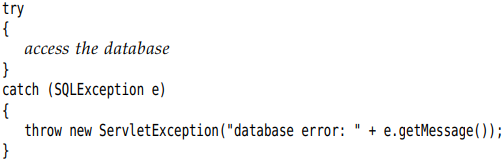 try
{
access the database
}
catch (SQLException e)
{
throw new ServletException("database error: " + e.getMessage());
}